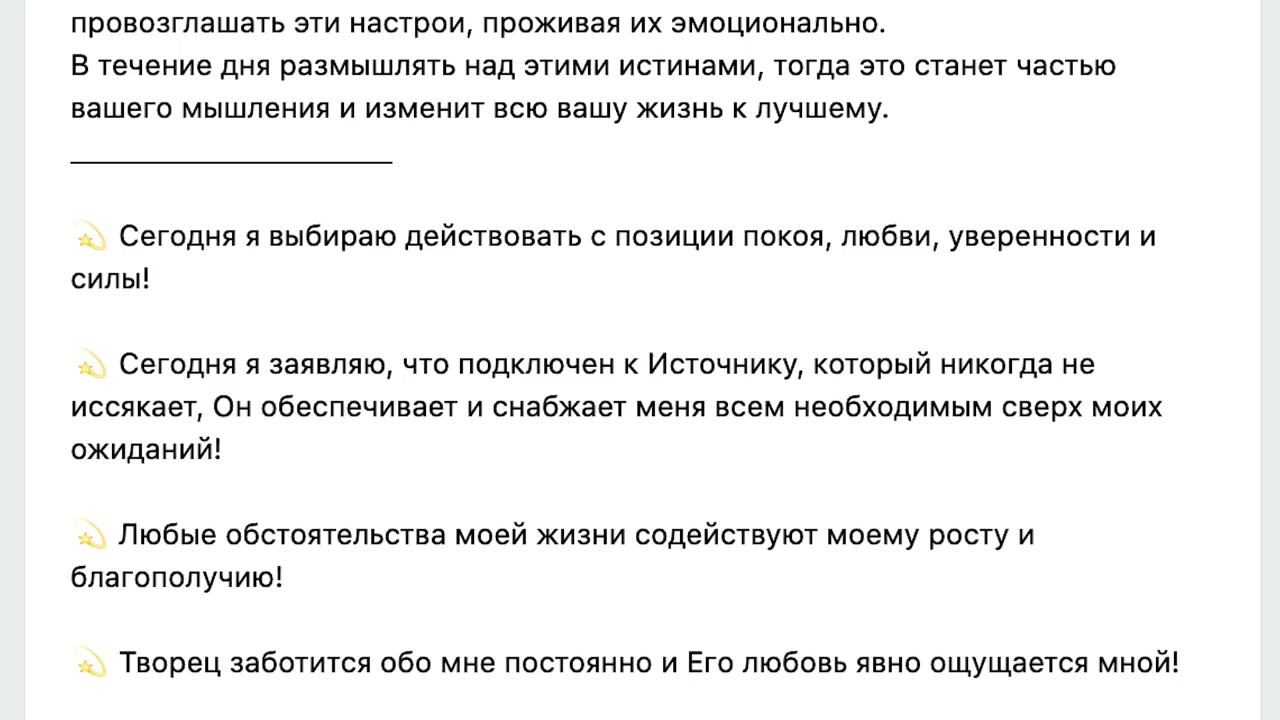 провозглашать эти настрои, проживая их эмоционально.
В течение дня размышлять над этими истинами, тогда это станет частью
вашего мышления и изменит всю вашу жизнь к лучшему.
💫 Сегодня я выбираю действовать с позиции покоя, любви, уверенности и
силы!
💫 Сегодня я заявляю, что подключен к Источнику, который никогда не
иссякает, Он обеспечивает и снабжает меня всем необходимым сверх моих
ожиданий!
💫 Любые обстоятельства моей жизни содействуют моему росту и
благополучию!
💫 Творец заботится обо мне постоянно и Его любовь явно ощущается мной!